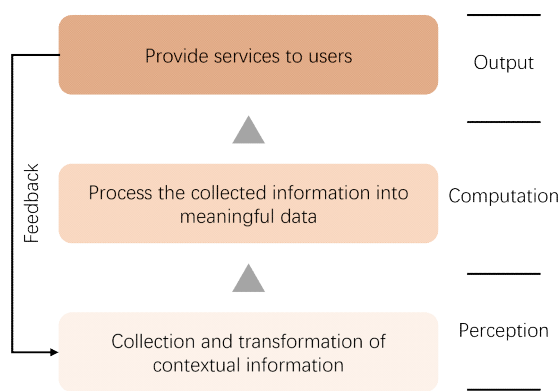 Provide services to users
Output
Feedback
Process the collected information into
meaningful data
Computation
Collection and transformation of
contextual information
Perception